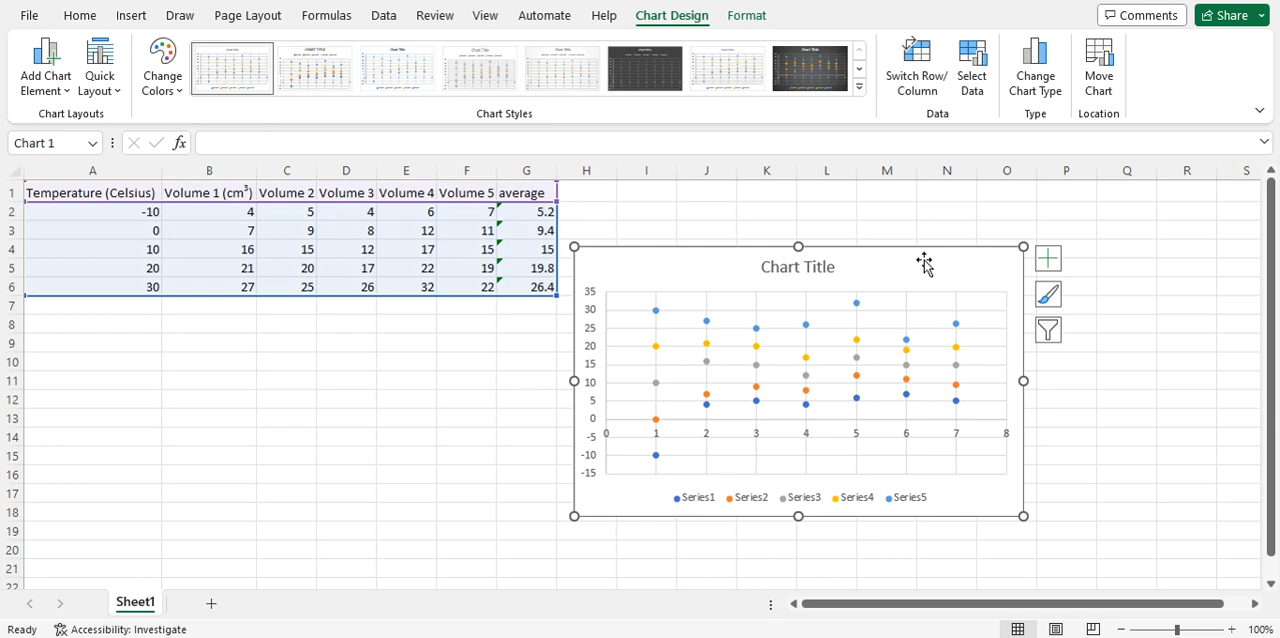 File Home Insert Draw Page Layout Formulas Data Review View Automate Help Chart Design Format Comments Share
Add Chart Element Quick Layout Change Colors Switch Row/ Column Select Data Change Chart Type Move Chart
Chart Layouts Chart Styles Data Type Location
Chart 1 fx
A B C D E F G H I J K L M N O P Q R S
1 Temperature (Celsius) Volume 1 (cm³) Volume 2 Volume 3 Volume 4 Volume 5 average
2 -10 4 5 4 6 7 5.2
3 0 7 9 8 12 11 9.4
4 10 16 15 12 17 15 15
5 20 21 20 17 22 19 19.8
6 30 27 25 26 32 22 26.4
7
8
9
10
11
12
13
14
15
16
17
18
19
20
21
22
Chart Title
35
30
25
20
15
10
5
0
0 1 2 3 4 5 6 7 8
-5
-10
-15
Series1 Series2 Series3 Series4 Series5
Sheet1
Ready Accessibility: Investigate 100%